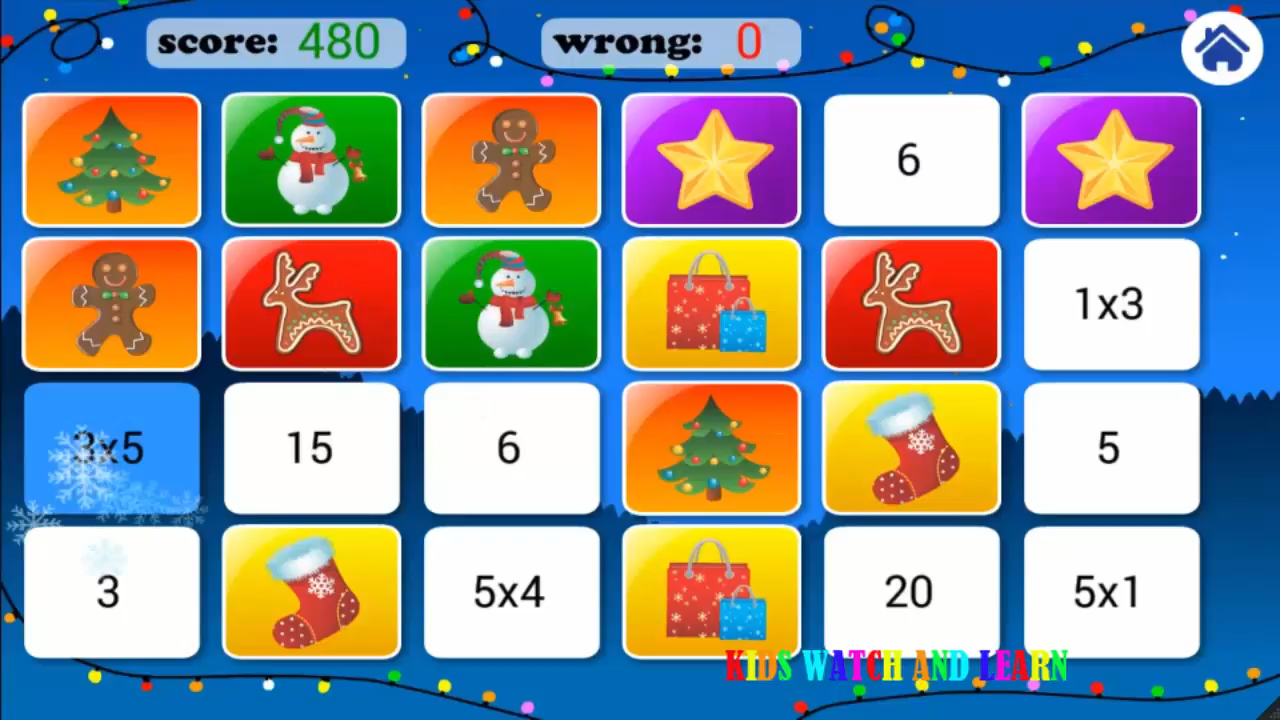 score: 480
wrong: 0
6
1x3
3x5
15
6
5
3
5x4
20
5x1
KIDS WATCH AND LEARN